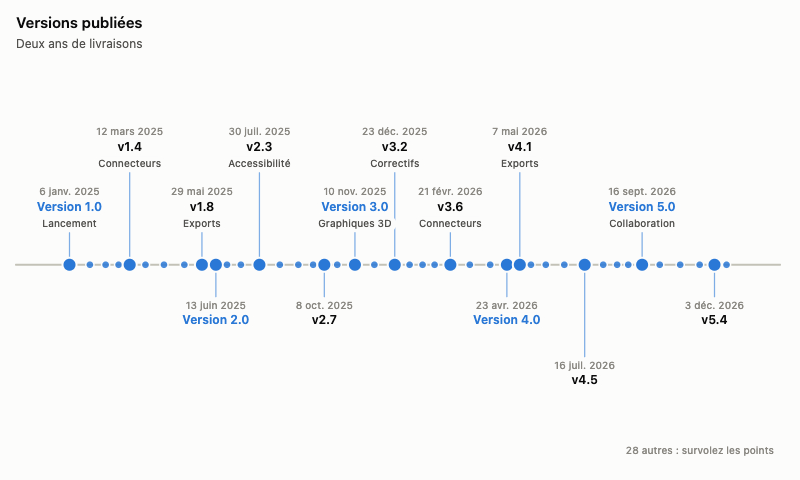 Versions publiées
Deux ans de livraisons
12 mars 2025
v1.4
Connecteurs
30 juil. 2025
v2.3
Accessibilité
23 déc. 2025
v3.2
Correctifs
7 mai 2026
v4.1
Exports
6 janv. 2025
Version 1.0
Lancement
29 mai 2025
v1.8
Exports
10 nov. 2025
Version 3.0
Graphiques 3D
21 févr. 2026
v3.6
Connecteurs
16 sept. 2026
Version 5.0
Collaboration
13 juin 2025
Version 2.0
8 oct. 2025
v2.7
23 avr. 2026
Version 4.0
3 déc. 2026
v5.4
16 juil. 2026
v4.5
28 autres : survolez les points